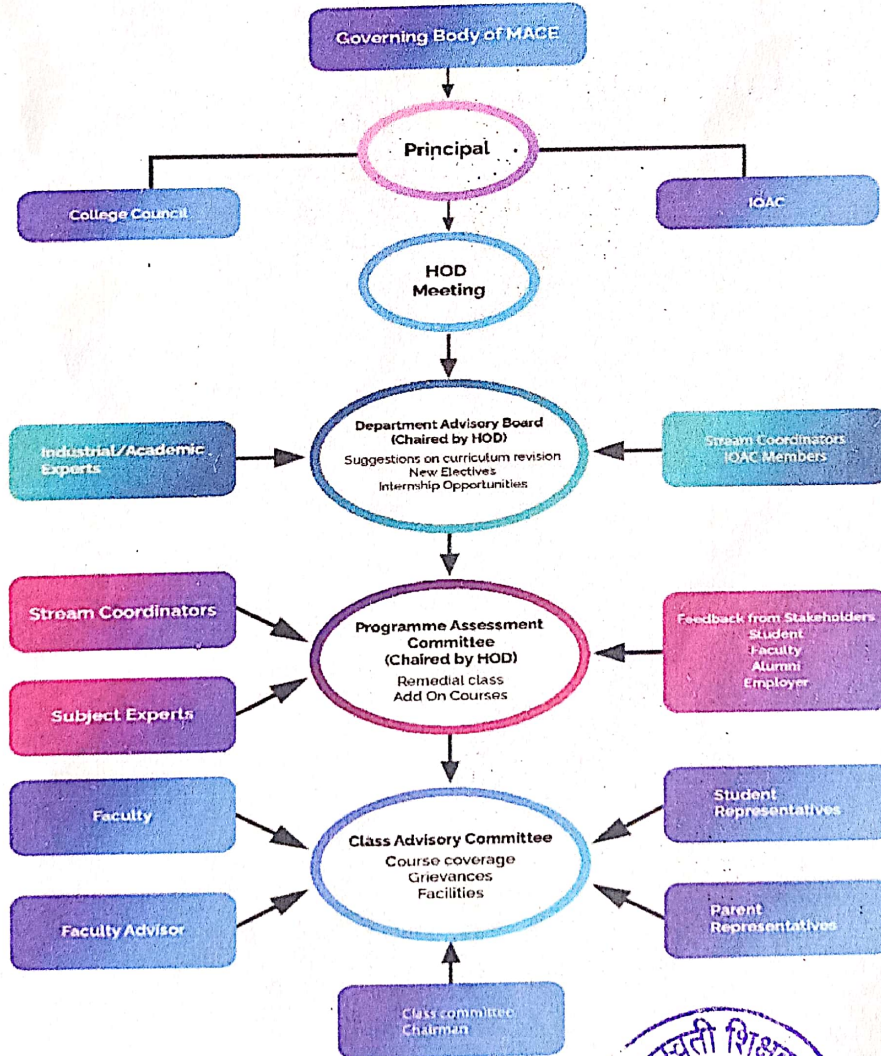 Governing Body of MACE
Principal
College Council
IQAC
HOD
Meeting
Industrial/Academic
Experts
Department Advisory Board
(Chaired by HOD)
Suggestions on curriculum revision
New Electives
Internship Opportunities
Stream Coordinators
IQAC Members
Stream Coordinators
Subject Experts
Programme Assessment
Committee
(Chaired by HOD)
Remedial class
Add On Courses
Feedback from Stakeholders
Student
Faculty
Alumni
Employer
Faculty
Faculty Advisor
Class Advisory Committee
Course coverage
Grievances
Facilities
Student
Representatives
Parent
Representatives
Class committee
Chairman